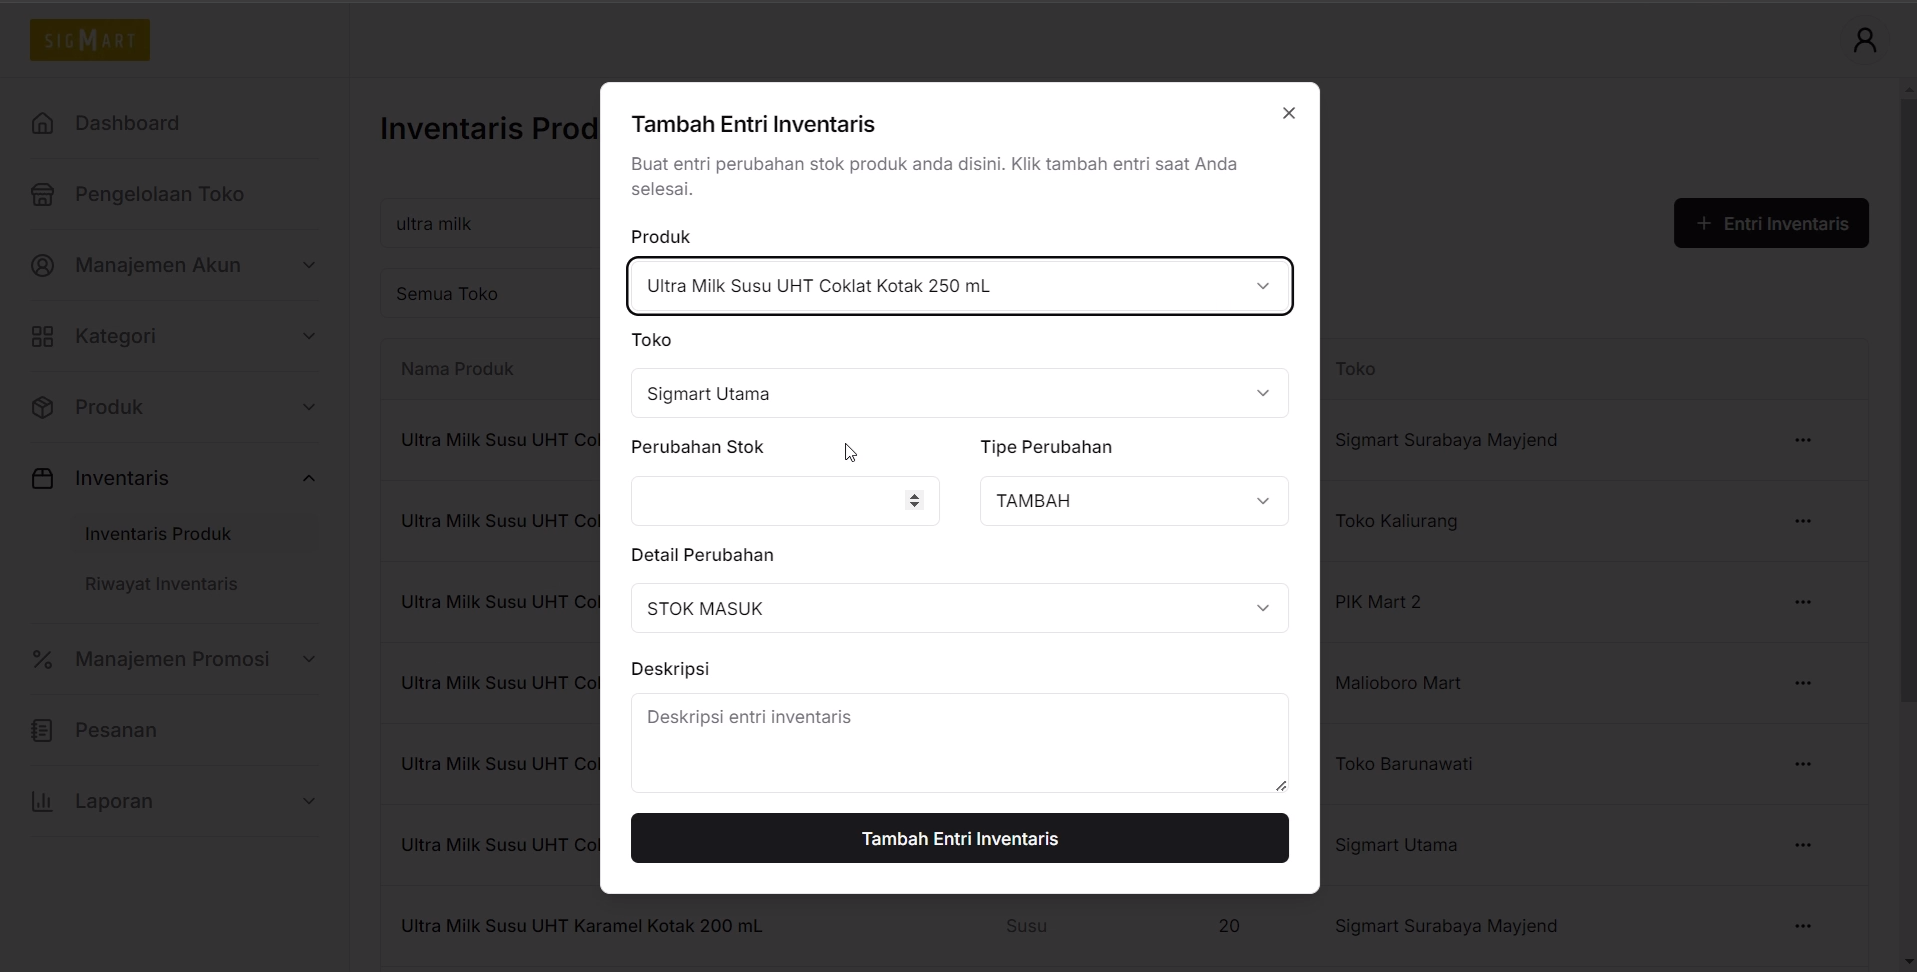 SIGMART
Dashboard
Pengelolaan Toko
Manajemen Akun
Kategori
Produk
Inventaris
Inventaris Produk
Riwayat Inventaris
Manajemen Promosi
Pesanan
Laporan
Inventaris Prod
ultra milk
Entri Inventaris
Semua Toko
Nama Produk
Toko
Ultra Milk Susu UHT Col
Sigmart Surabaya Mayjend
Ultra Milk Susu UHT Col
Toko Kaliurang
Ultra Milk Susu UHT Col
PIK Mart 2
Ultra Milk Susu UHT Col
Malioboro Mart
Ultra Milk Susu UHT Col
Toko Barunawati
Ultra Milk Susu UHT Col
Sigmart Utama
Ultra Milk Susu UHT Karamel Kotak 200 mL Susu 20 Sigmart Surabaya Mayjend
Tambah Entri Inventaris
Buat entri perubahan stok produk anda disini. Klik tambah entri saat Anda
selesai.
Produk
Ultra Milk Susu UHT Coklat Kotak 250 mL
Toko
Sigmart Utama
Perubahan Stok
Tipe Perubahan
TAMBAH
Detail Perubahan
STOK MASUK
Deskripsi
Deskripsi entri inventaris
Tambah Entri Inventaris